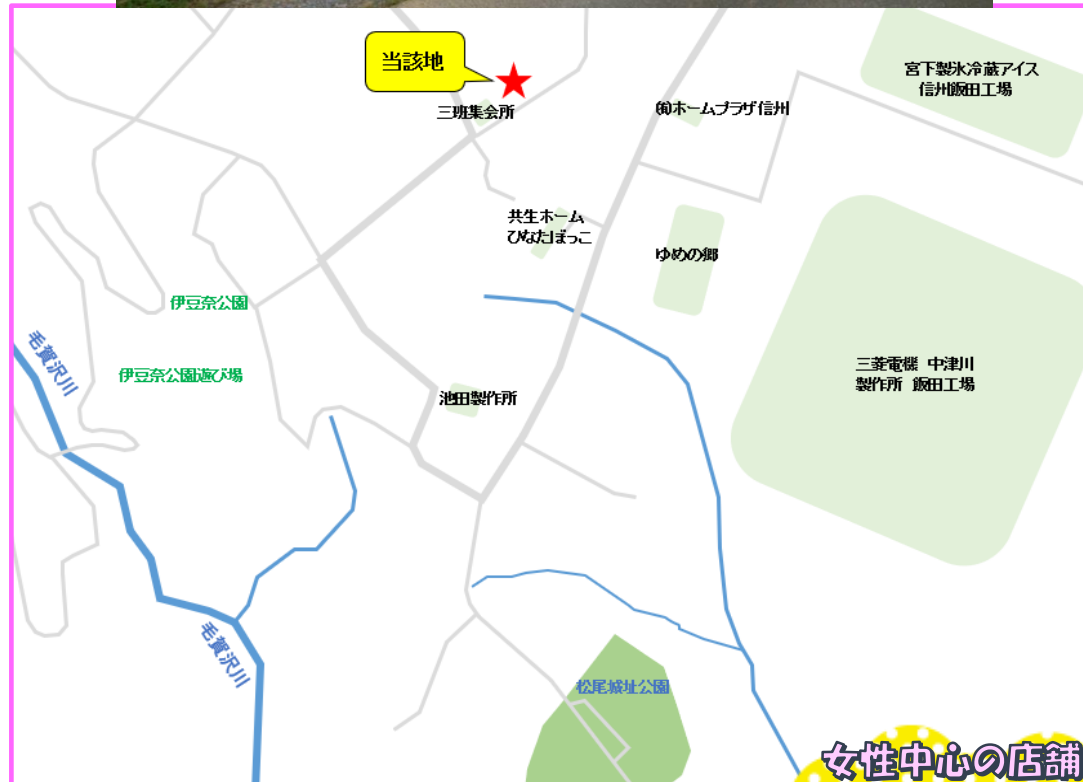 当該地
三班集会所
㈲ホームプラザ信州
宮下製氷冷蔵アイス
信州飯田工場
共生ホーム
ひなたぼっこ
ゆめの郷
伊豆奈公園
毛賀沢川
伊豆奈公園遊び場
三菱電機 中津川
製作所 飯田工場
池田製作所
毛賀沢川
松尾城址公園
女性中心の店舗